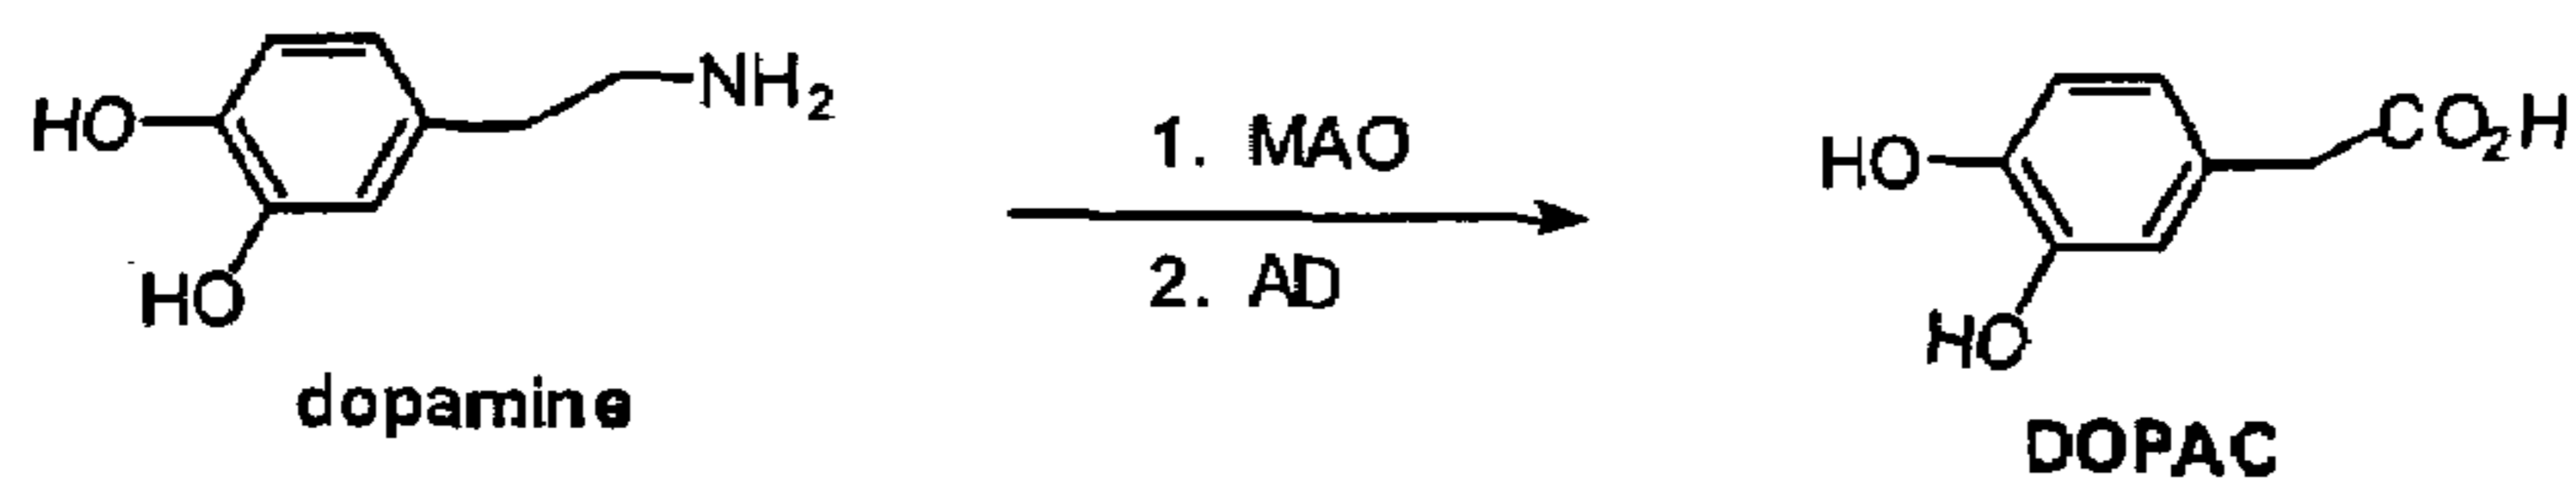 HO
NH2
HO
dopamine
1. MAO
2. AD
HO
CO2H
HO
DOPAC